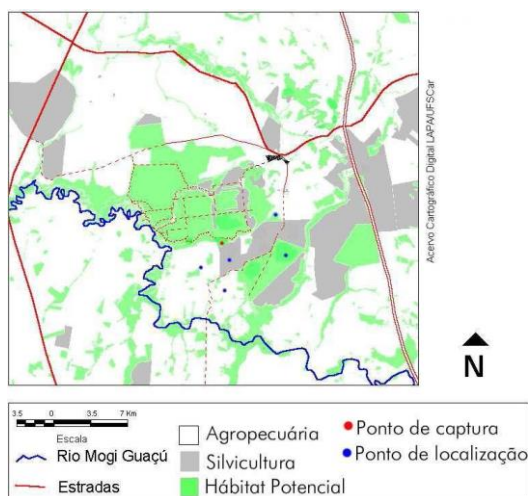 Acervo Cartográfico Digital LAPA/UFSCar
N
3.5 0 3.5 7 Km
Escala
Rio Mogi Guaçú
Estradas
Agropecuária
Silvicultura
Hábitat Potencial
Ponto de captura
Ponto de localização